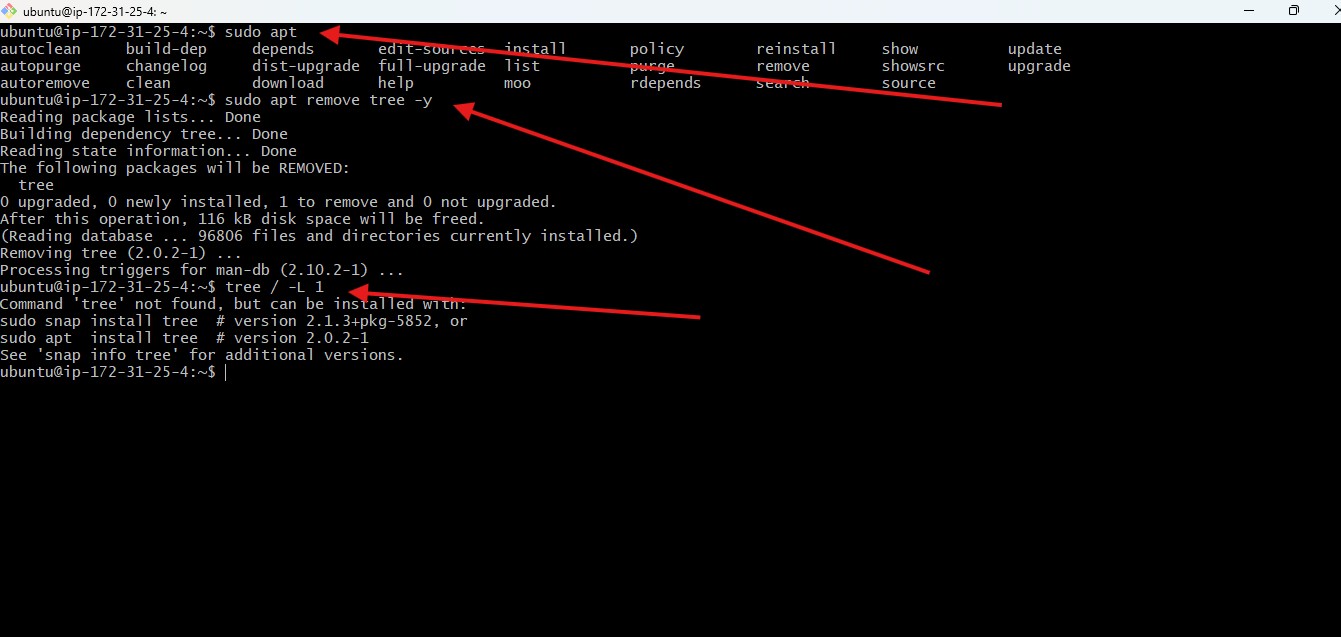 ubuntu@ip-172-31-25-4: ~
ubuntu@ip-172-31-25-4:~$ sudo apt
autoclean     build-dep     depends       edit-sources  install       policy        reinstall     show          update
autopurge     changelog     dist-upgrade  full-upgrade  list          purge         remove        showsrc       upgrade
autoremove    clean         download      help          moo           rdepends      search        source
ubuntu@ip-172-31-25-4:~$ sudo apt remove tree -y
Reading package lists... Done
Building dependency tree... Done
Reading state information... Done
The following packages will be REMOVED:
  tree
0 upgraded, 0 newly installed, 1 to remove and 0 not upgraded.
After this operation, 116 kB disk space will be freed.
(Reading database ... 96806 files and directories currently installed.)
Removing tree (2.0.2-1) ...
Processing triggers for man-db (2.10.2-1) ...
ubuntu@ip-172-31-25-4:~$ tree / -L 1
Command 'tree' not found, but can be installed with:
sudo snap install tree  # version 2.1.3+pkg-5852, or
sudo apt  install tree  # version 2.0.2-1
See 'snap info tree' for additional versions.
ubuntu@ip-172-31-25-4:~$